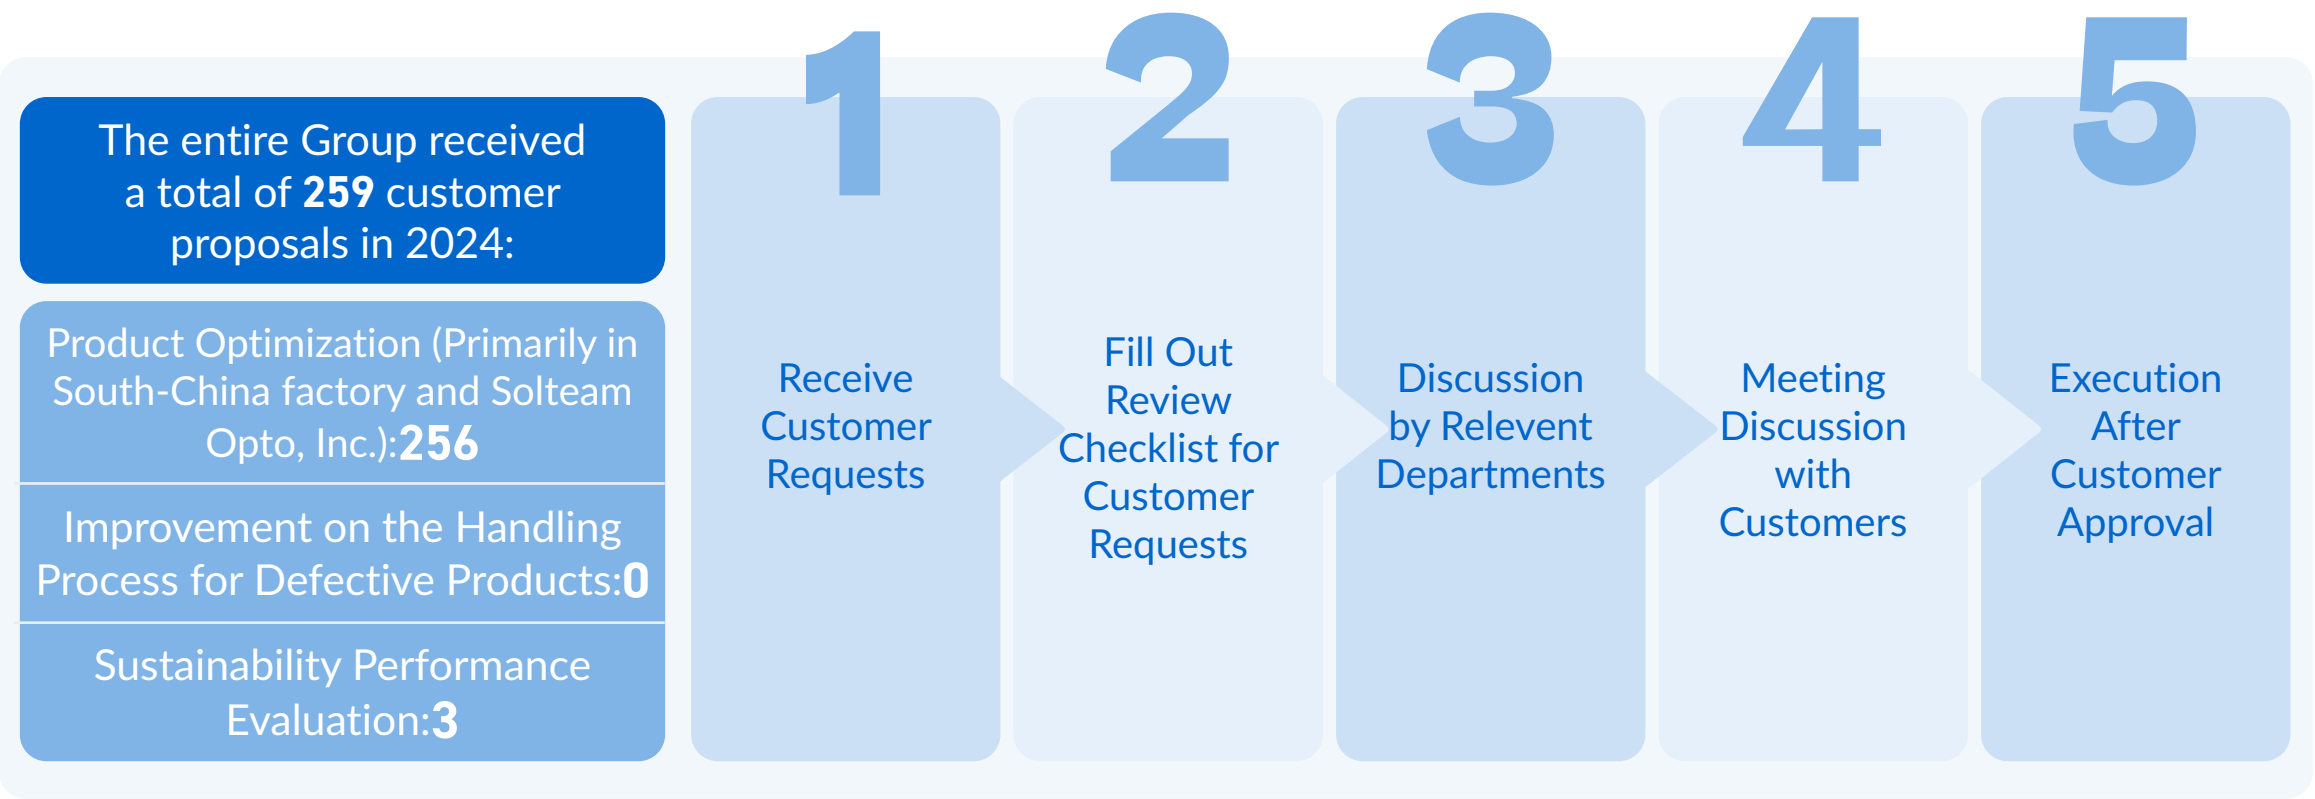 The entire Group received
a total of 259 customer
proposals in 2024:
Product Optimization (Primarily in
South-China factory and Solteam
Opto, Inc.):256
Improvement on the Handling
Process for Defective Products:0
Sustainability Performance
Evaluation:3
1
Receive
Customer
Requests
2
Fill Out
Review
Checklist for
Customer
Requests
3
Discussion
by Relevent
Departments
4
Meeting
Discussion
with
Customers
5
Execution
After
Customer
Approval